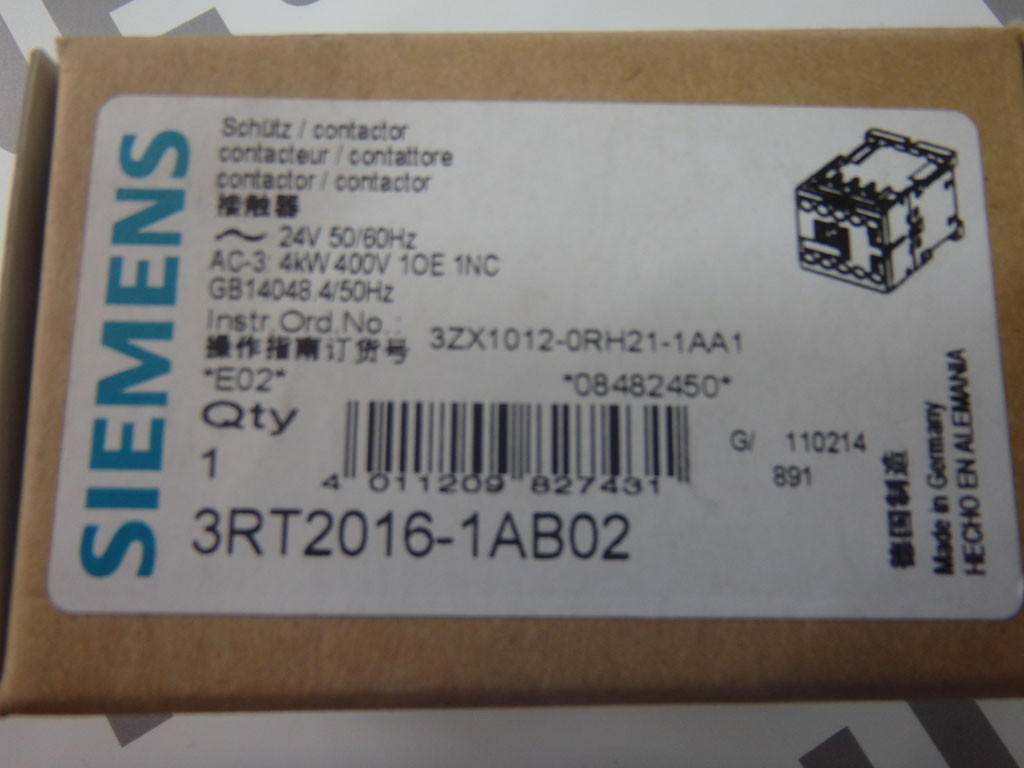 SIEMENS
Schütz / contactor
contacteur / contattore
contactor / contactor
接触器
~ 24V 50/60Hz
AC-3: 4kW 400V 1OE 1NC
GB14048.4/50Hz
Instr.Ord.No.:
操作指南订货号 3ZX1012-0RH21-1AA1
*E02* *08482450*
Qty
1
4 011209 827431
G/ 110214
891
3RT2016-1AB02
德国制造
Made in Germany
HECHO EN ALEMANIA